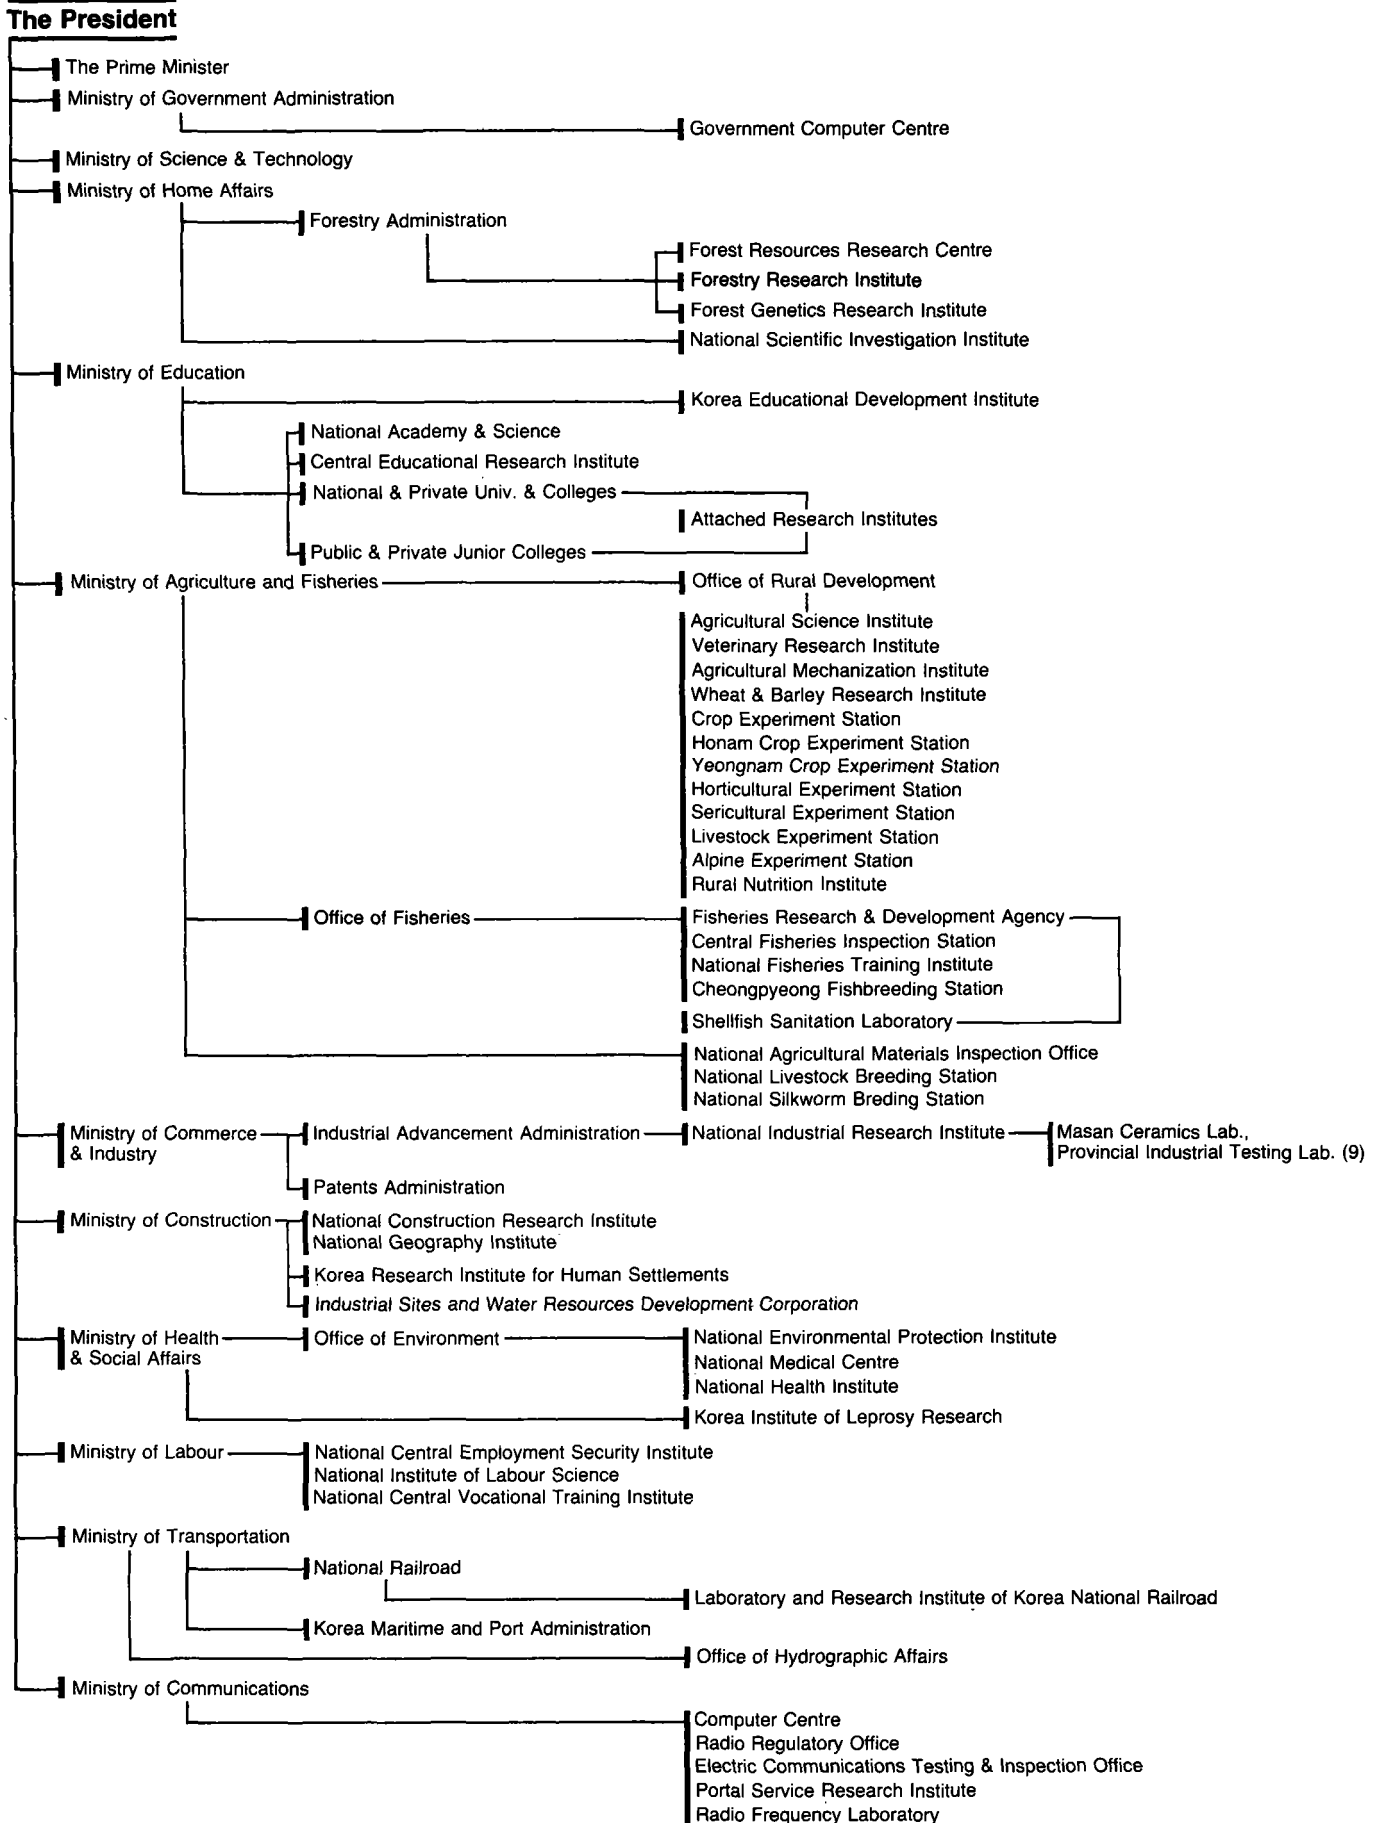 The President
The Prime Minister
Ministry of Government Administration
Government Computer Centre
Ministry of Science & Technology
Ministry of Home Affairs
Forestry Administration
Forest Resources Research Centre
Forestry Research Institute
Forest Genetics Research Institute
National Scientific Investigation Institute
Ministry of Education
Korea Educational Development Institute
National Academy & Science
Central Educational Research Institute
National & Private Univ. & Colleges
Attached Research Institutes
Public & Private Junior Colleges
Ministry of Agriculture and Fisheries
Office of Rural Development
Agricultural Science Institute
Veterinary Research Institute
Agricultural Mechanization Institute
Wheat & Barley Research Institute
Crop Experiment Station
Honam Crop Experiment Station
Yeongnam Crop Experiment Station
Horticultural Experiment Station
Sericultural Experiment Station
Livestock Experiment Station
Alpine Experiment Station
Rural Nutrition Institute
Office of Fisheries
Fisheries Research & Development Agency
Central Fisheries Inspection Station
National Fisheries Training Institute
Cheongpyeong Fishbreeding Station
Shellfish Sanitation Laboratory
National Agricultural Materials Inspection Office
National Livestock Breeding Station
National Silkworm Breding Station
Ministry of Commerce
& Industry
Industrial Advancement Administration
National Industrial Research Institute
Masan Ceramics Lab.,
Provincial Industrial Testing Lab. (9)
Patents Administration
Ministry of Construction
National Construction Research Institute
National Geography Institute
Korea Research Institute for Human Settlements
Industrial Sites and Water Resources Development Corporation
Ministry of Health
& Social Affairs
Office of Environment
National Environmental Protection Institute
National Medical Centre
National Health Institute
Korea Institute of Leprosy Research
Ministry of Labour
National Central Employment Security Institute
National Institute of Labour Science
National Central Vocational Training Institute
Ministry of Transportation
National Railroad
Laboratory and Research Institute of Korea National Railroad
Korea Maritime and Port Administration
Office of Hydrographic Affairs
Ministry of Communications
Computer Centre
Radio Regulatory Office
Electric Communications Testing & Inspection Office
Portal Service Research Institute
Radio Frequency Laboratory